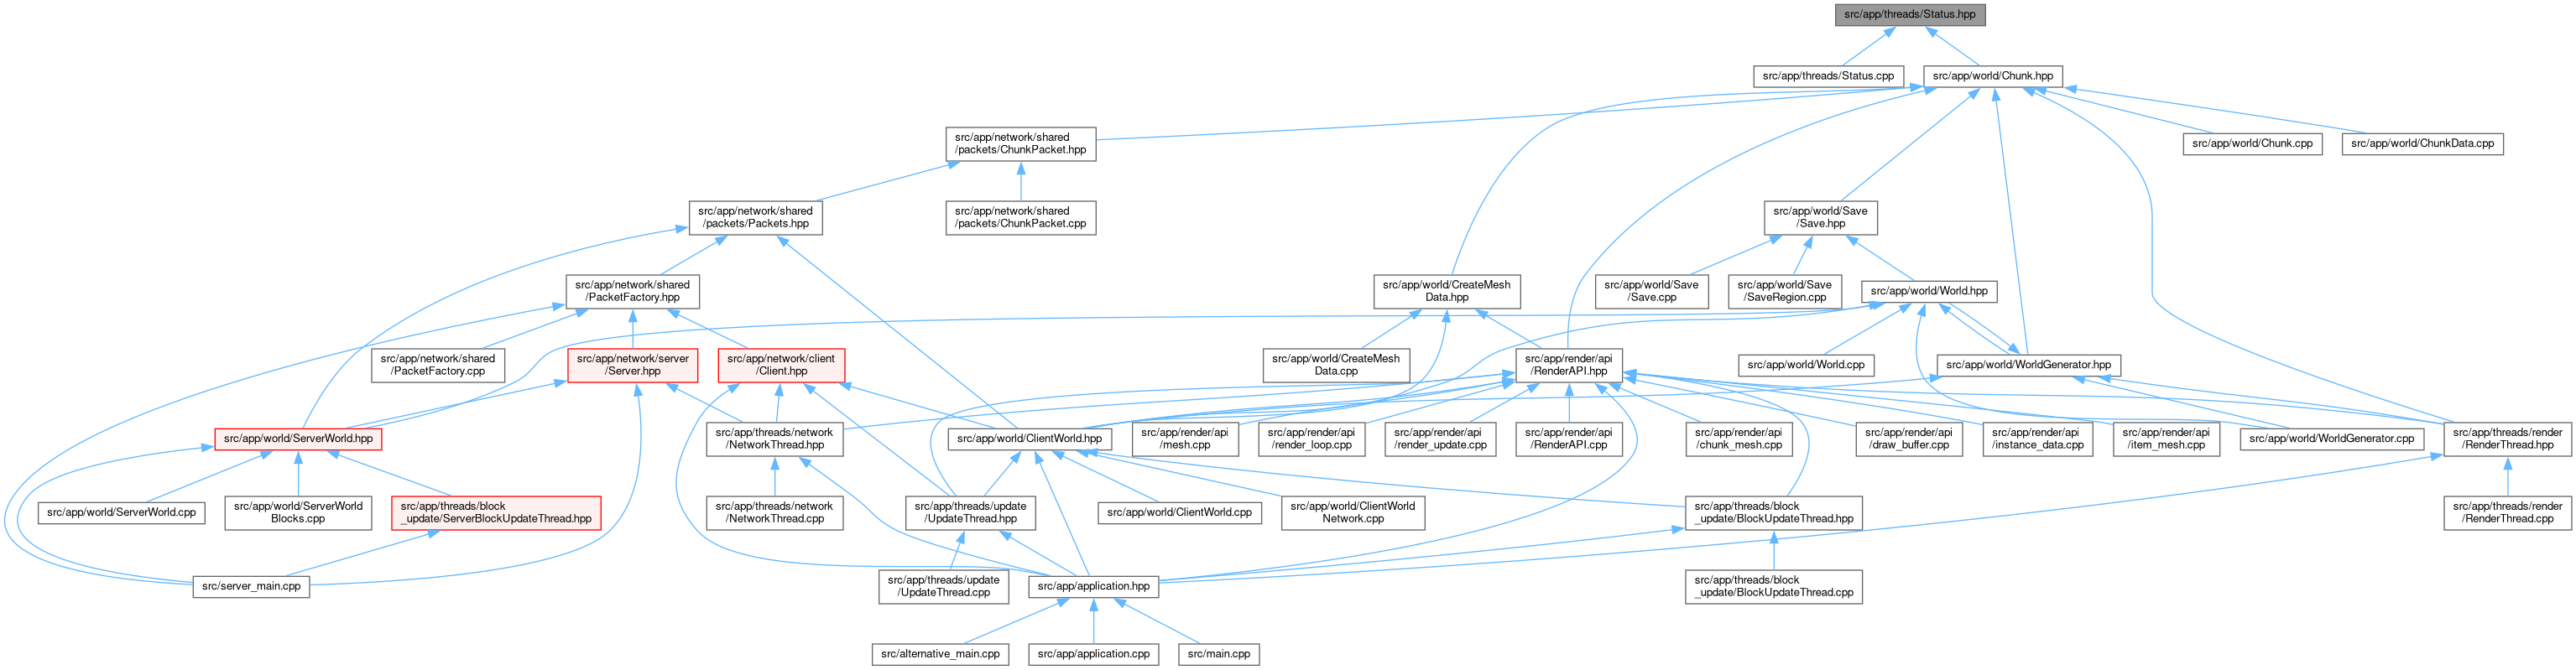 src/app/threads/Status.hpp
src/app/threads/Status.cpp
src/app/world/Chunk.hpp
src/app/network/shared
/packets/ChunkPacket.hpp
src/app/world/Chunk.cpp
src/app/world/ChunkData.cpp
src/app/network/shared
/packets/Packets.hpp
src/app/network/shared
/packets/ChunkPacket.cpp
src/app/world/Save
/Save.hpp
src/app/network/shared
/PacketFactory.hpp
src/app/world/CreateMesh
Data.hpp
src/app/world/Save
/Save.cpp
src/app/world/Save
/SaveRegion.cpp
src/app/world/World.hpp
src/app/network/shared
/PacketFactory.cpp
src/app/network/server
/Server.hpp
src/app/network/client
/Client.hpp
src/app/world/CreateMesh
Data.cpp
src/app/render/api
/RenderAPI.hpp
src/app/world/World.cpp
src/app/world/WorldGenerator.hpp
src/app/world/ServerWorld.hpp
src/app/threads/network
/NetworkThread.hpp
src/app/world/ClientWorld.hpp
src/app/render/api
/mesh.cpp
src/app/render/api
/render_loop.cpp
src/app/render/api
/render_update.cpp
src/app/render/api
/RenderAPI.cpp
src/app/render/api
/chunk_mesh.cpp
src/app/render/api
/draw_buffer.cpp
src/app/render/api
/instance_data.cpp
src/app/render/api
/item_mesh.cpp
src/app/world/WorldGenerator.cpp
src/app/threads/render
/RenderThread.hpp
src/app/world/ServerWorld.cpp
src/app/world/ServerWorld
Blocks.cpp
src/app/threads/block
_update/ServerBlockUpdateThread.hpp
src/app/threads/network
/NetworkThread.cpp
src/app/threads/update
/UpdateThread.hpp
src/app/world/ClientWorld.cpp
src/app/world/ClientWorld
Network.cpp
src/app/threads/block
_update/BlockUpdateThread.hpp
src/app/threads/render
/RenderThread.cpp
src/server_main.cpp
src/app/threads/update
/UpdateThread.cpp
src/app/application.hpp
src/app/threads/block
_update/BlockUpdateThread.cpp
src/alternative_main.cpp
src/app/application.cpp
src/main.cpp